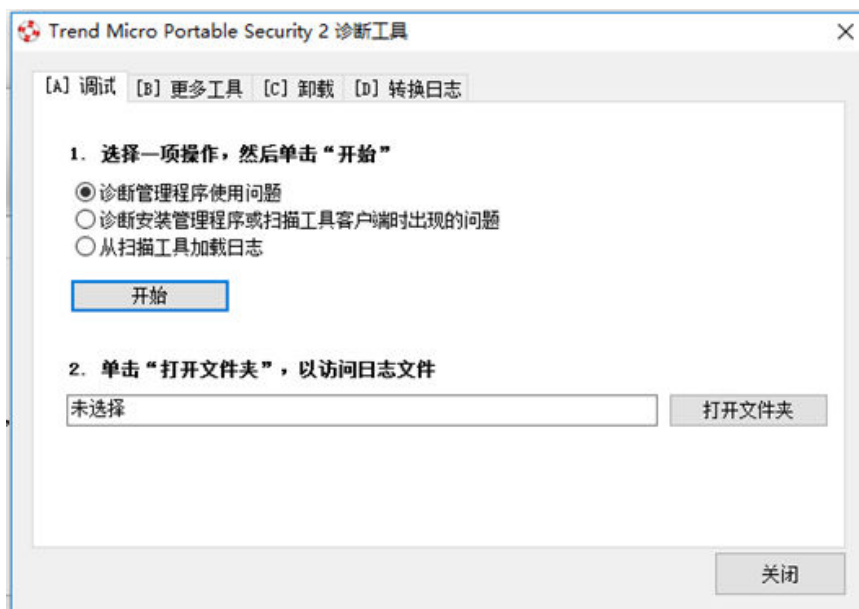 Trend Micro Portable Security 2 诊断工具
[A] 调试 [B] 更多工具 [C] 卸载 [D] 转换日志
1. 选择一项操作，然后单击“开始”
诊断管理程序使用问题
诊断安装管理程序或扫描工具客户端时出现的问题
从扫描工具加载日志
开始
2. 单击“打开文件夹”，以访问日志文件
未选择 打开文件夹
关闭